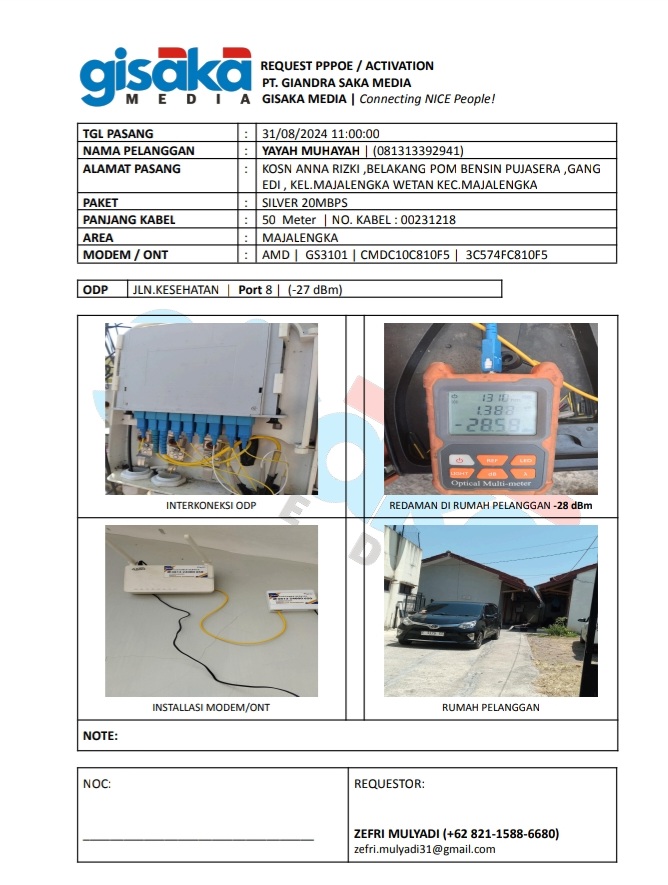 gisaka
MEDIA
REQUEST PPPOE / ACTIVATION
PT. GIANDRA SAKA MEDIA
GISAKA MEDIA | Connecting NICE People!
TGL PASANG : 31/08/2024 11:00:00
NAMA PELANGGAN : YAYAH MUHAYAH | (081313392941)
ALAMAT PASANG : KOSN ANNA RIZKI ,BELAKANG POM BENSIN PUJASERA ,GANG
EDI , KEL.MAJALENGKA WETAN KEC.MAJALENGKA
PAKET : SILVER 20MBPS
PANJANG KABEL : 50 Meter | NO. KABEL : 00231218
AREA : MAJALENGKA
MODEM / ONT : AMD | GS3101 | CMDC10C810F5 | 3C574FC810F5
ODP JLN.KESEHATAN | Port 8 | (-27 dBm)
1310
1.388
-28.58
REF
LIGHT
dB
Optical Multi-meter
INTERKONEKSI ODP
REDAMAN DI RUMAH PELANGGAN -28 dBm
INSTALLASI MODEM/ONT
RUMAH PELANGGAN
NOTE:
NOC:
REQUESTOR:
ZEFRI MULYADI (+62 821-1588-6680)
zefri.mulyadi31@gmail.com